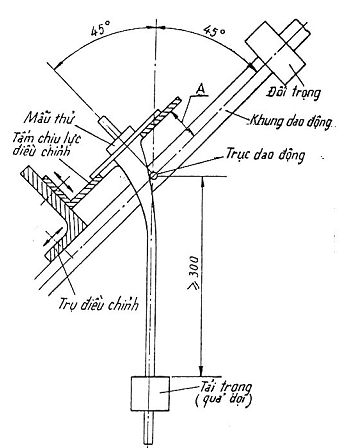 45°
45°
Đối trọng
A
Mẫu thử
Khung dao động
Tấm chịu lực
điều chỉnh
Trục dao động
≥300
Trụ điều chỉnh
Tải trọng
(quả dọi)